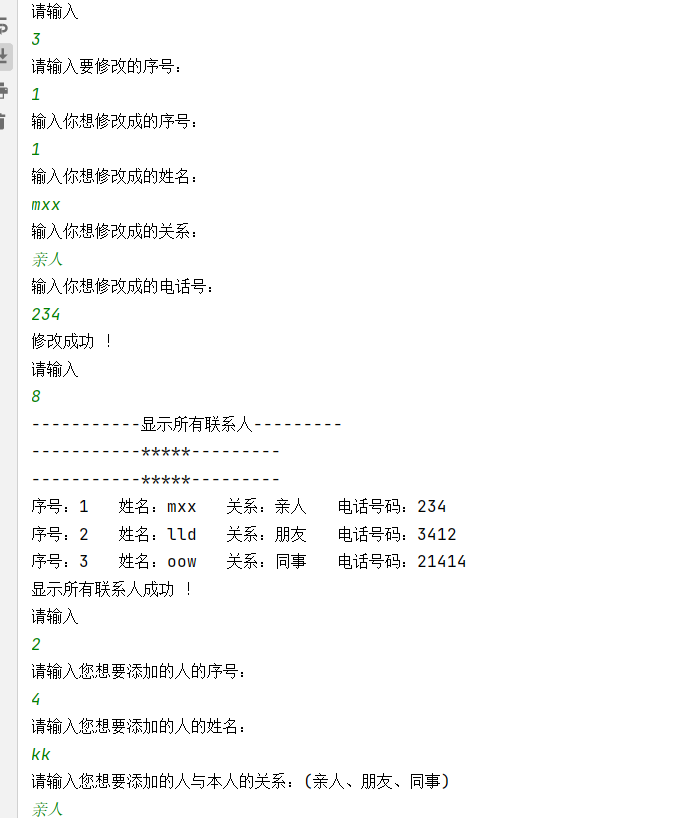 请输入
3
请输入要修改的序号：
1
输入你想修改成的序号：
1
输入你想修改成的姓名：
mxx
输入你想修改成的关系：
亲人
输入你想修改成的电话号：
234
修改成功 ！
请输入
8
-----------显示所有联系人---------
-----------*****---------
-----------*****---------
序号：1   姓名：mxx   关系：亲人   电话号码：234
序号：2   姓名：lld   关系：朋友   电话号码：3412
序号：3   姓名：oow   关系：同事   电话号码：21414
显示所有联系人成功 ！
请输入
2
请输入您想要添加的人的序号：
4
请输入您想要添加的人的姓名：
kk
请输入您想要添加的人与本人的关系：(亲人、朋友、同事)
亲人